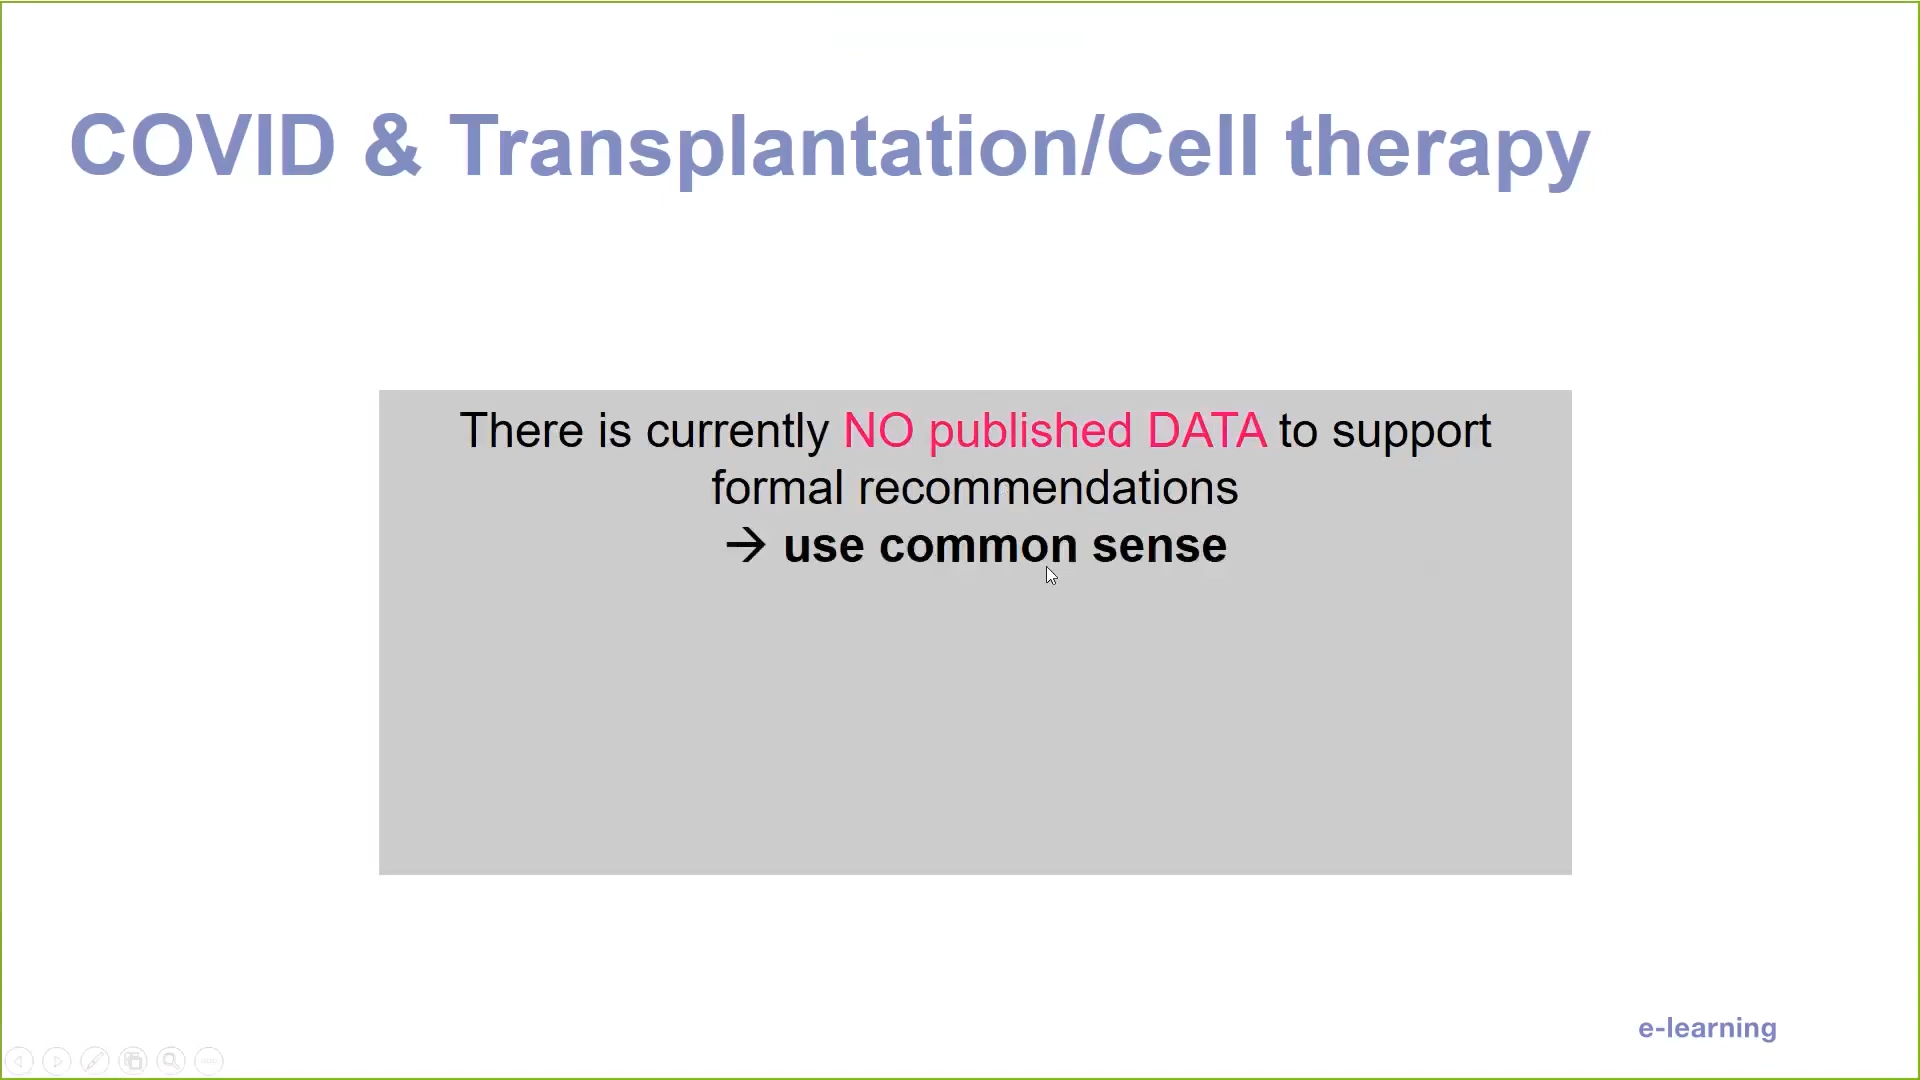 COVID & Transplantation/Cell therapy
There is currently NO published DATA to support
formal recommendations
→ use common sense
e-learning